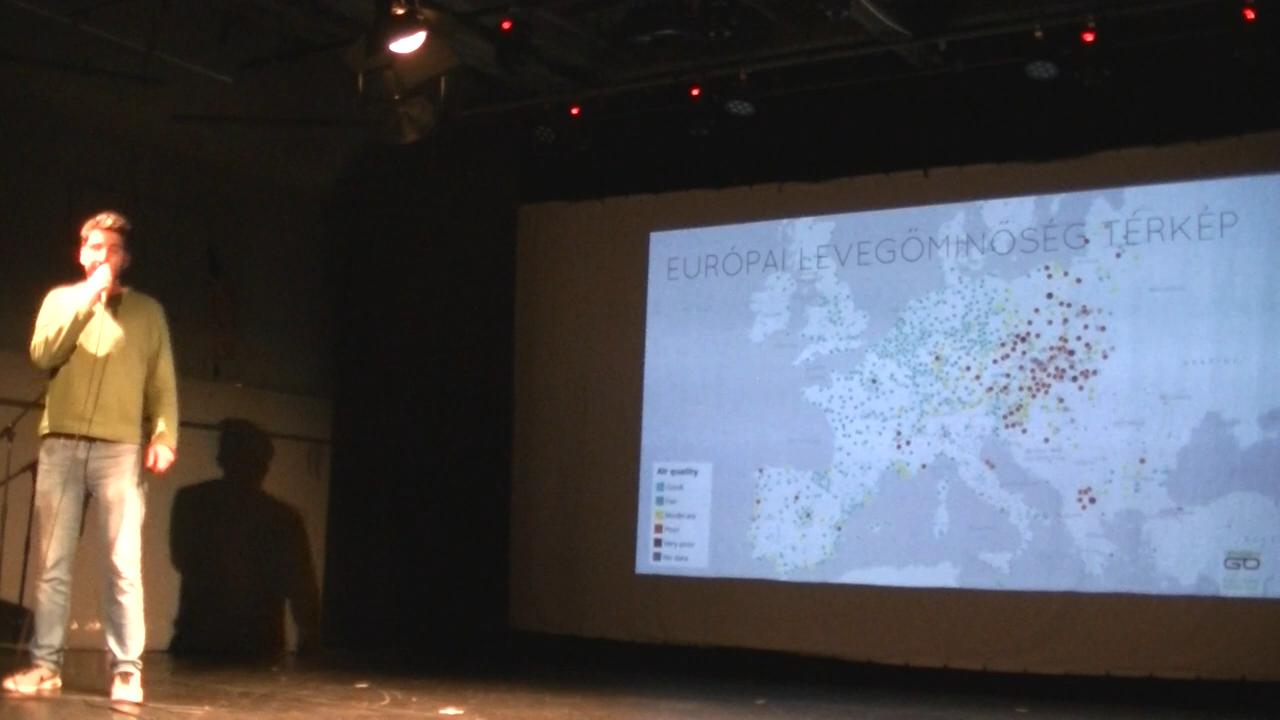 EURÓPAI LEVEGŐMINŐSÉG TÉRKÉP
Air quality
Good
Fair
Moderate
Poor
Very poor
No data